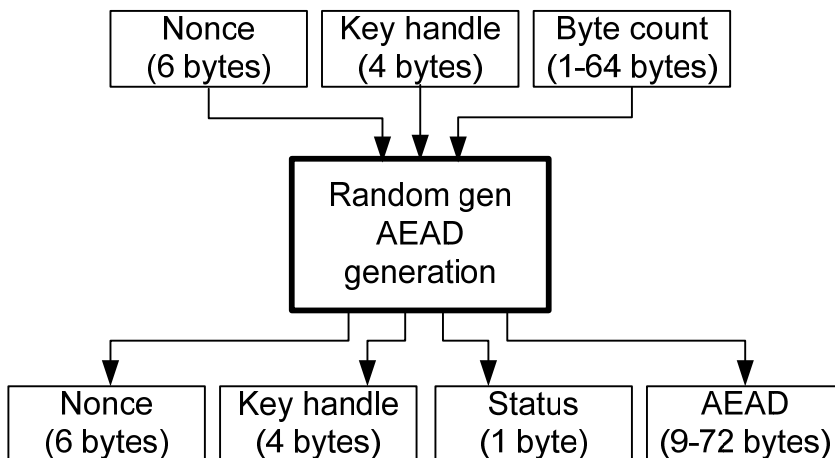 Nonce
(6 bytes)
Key handle
(4 bytes)
Byte count
(1-64 bytes)
Random gen
AEAD
generation
Nonce
(6 bytes)
Key handle
(4 bytes)
Status
(1 byte)
AEAD
(9-72 bytes)